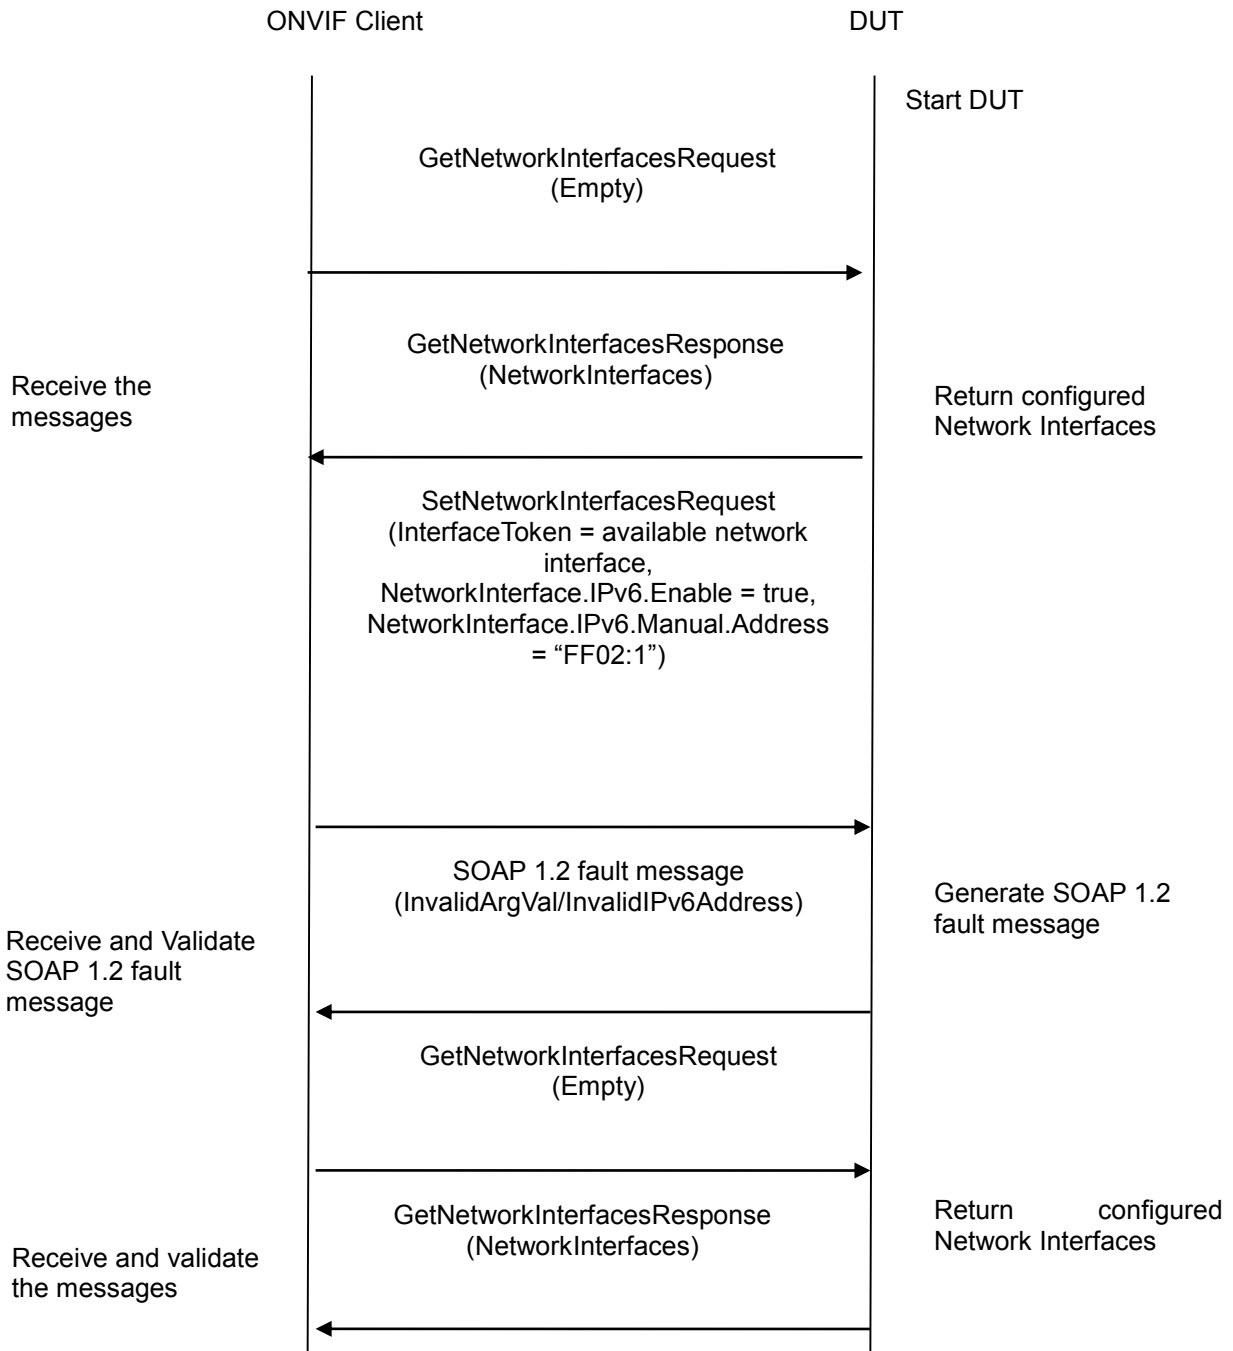 ONVIF Client
DUT
Start DUT
GetNetworkInterfacesRequest
(Empty)
GetNetworkInterfacesResponse
(NetworkInterfaces)
Receive the
messages
Return configured
Network Interfaces
SetNetworkInterfacesRequest
(InterfaceToken = available network
interface,
NetworkInterface.IPv6.Enable = true,
NetworkInterface.IPv6.Manual.Address
= “FF02:1”)
SOAP 1.2 fault message
(InvalidArgVal/InvalidIPv6Address)
Generate SOAP 1.2
fault message
Receive and Validate
SOAP 1.2 fault
message
GetNetworkInterfacesRequest
(Empty)
GetNetworkInterfacesResponse
(NetworkInterfaces)
Return configured
Network Interfaces
Receive and validate
the messages